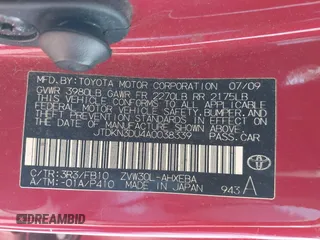 MFD.BY: TOYOTA MOTOR CORPORATION 07/09
GVWR 3980LB GAWR FR 2270LB RR 2175LB
THIS VEHICLE CONFORMS TO ALL APPLICABLE
FEDERAL MOTOR VEHICLE SAFETY, BUMPER, AND
THEFT PREVENTION STANDARDS IN EFFECT ON
THE DATE OF MANUFACTURE SHOWN ABOVE.
JTDKN3DU4A0038339 PASS.CAR
C/TR:3R3/FB10 ZVW30L-AHXEBA
A/TM:-01A/P410 MADE IN JAPAN 943 A
DREAMBID